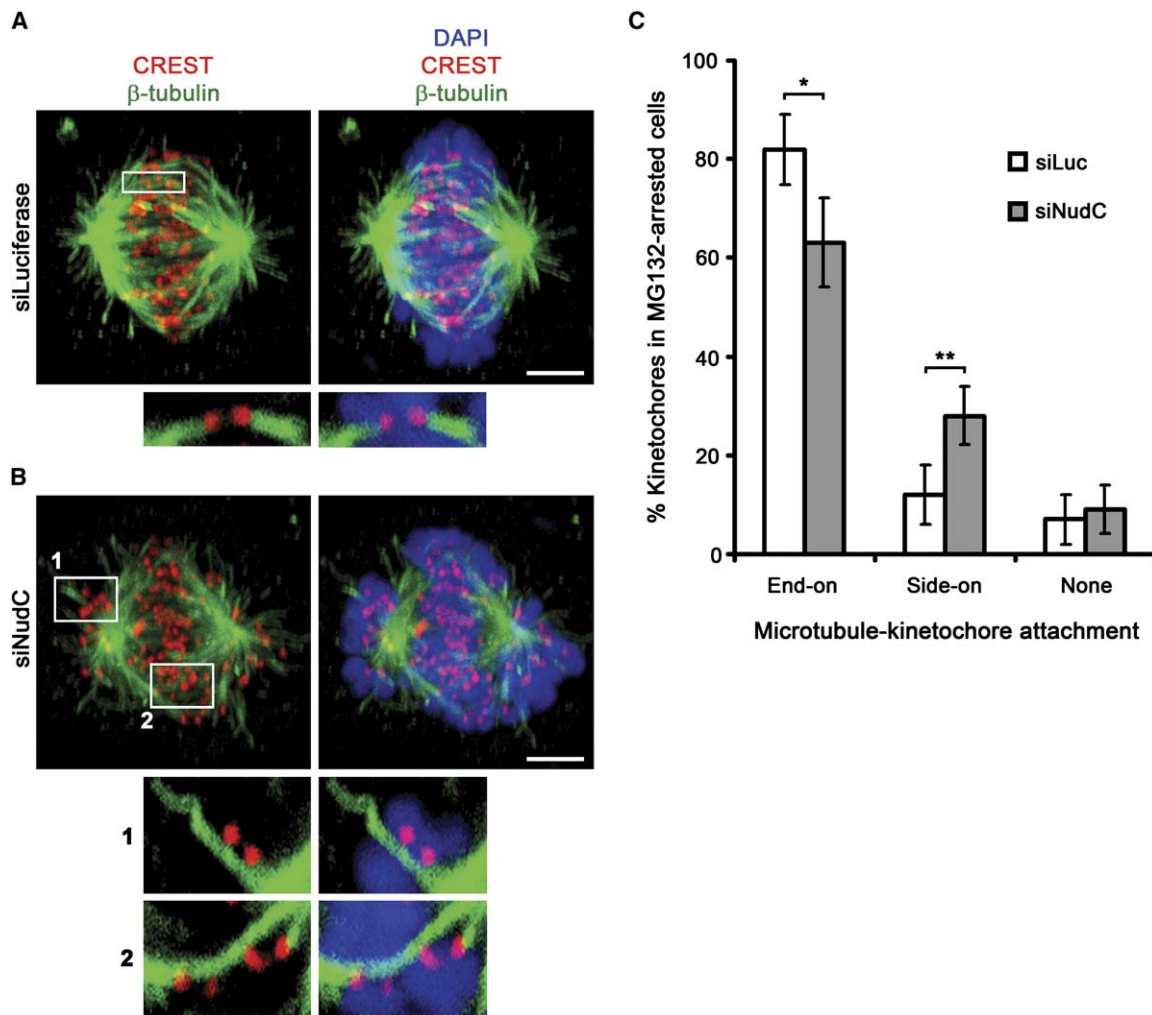 A
CREST
β-tubulin
DAPI
CREST
β-tubulin
siLuciferase
B
siNudC
1
2
1
2
C
% Kinetochores in MG132-arrested cells
100
80
60
40
20
0
*
**
siLuc
siNudC
End-on
Side-on
None
Microtubule-kinetochore attachment